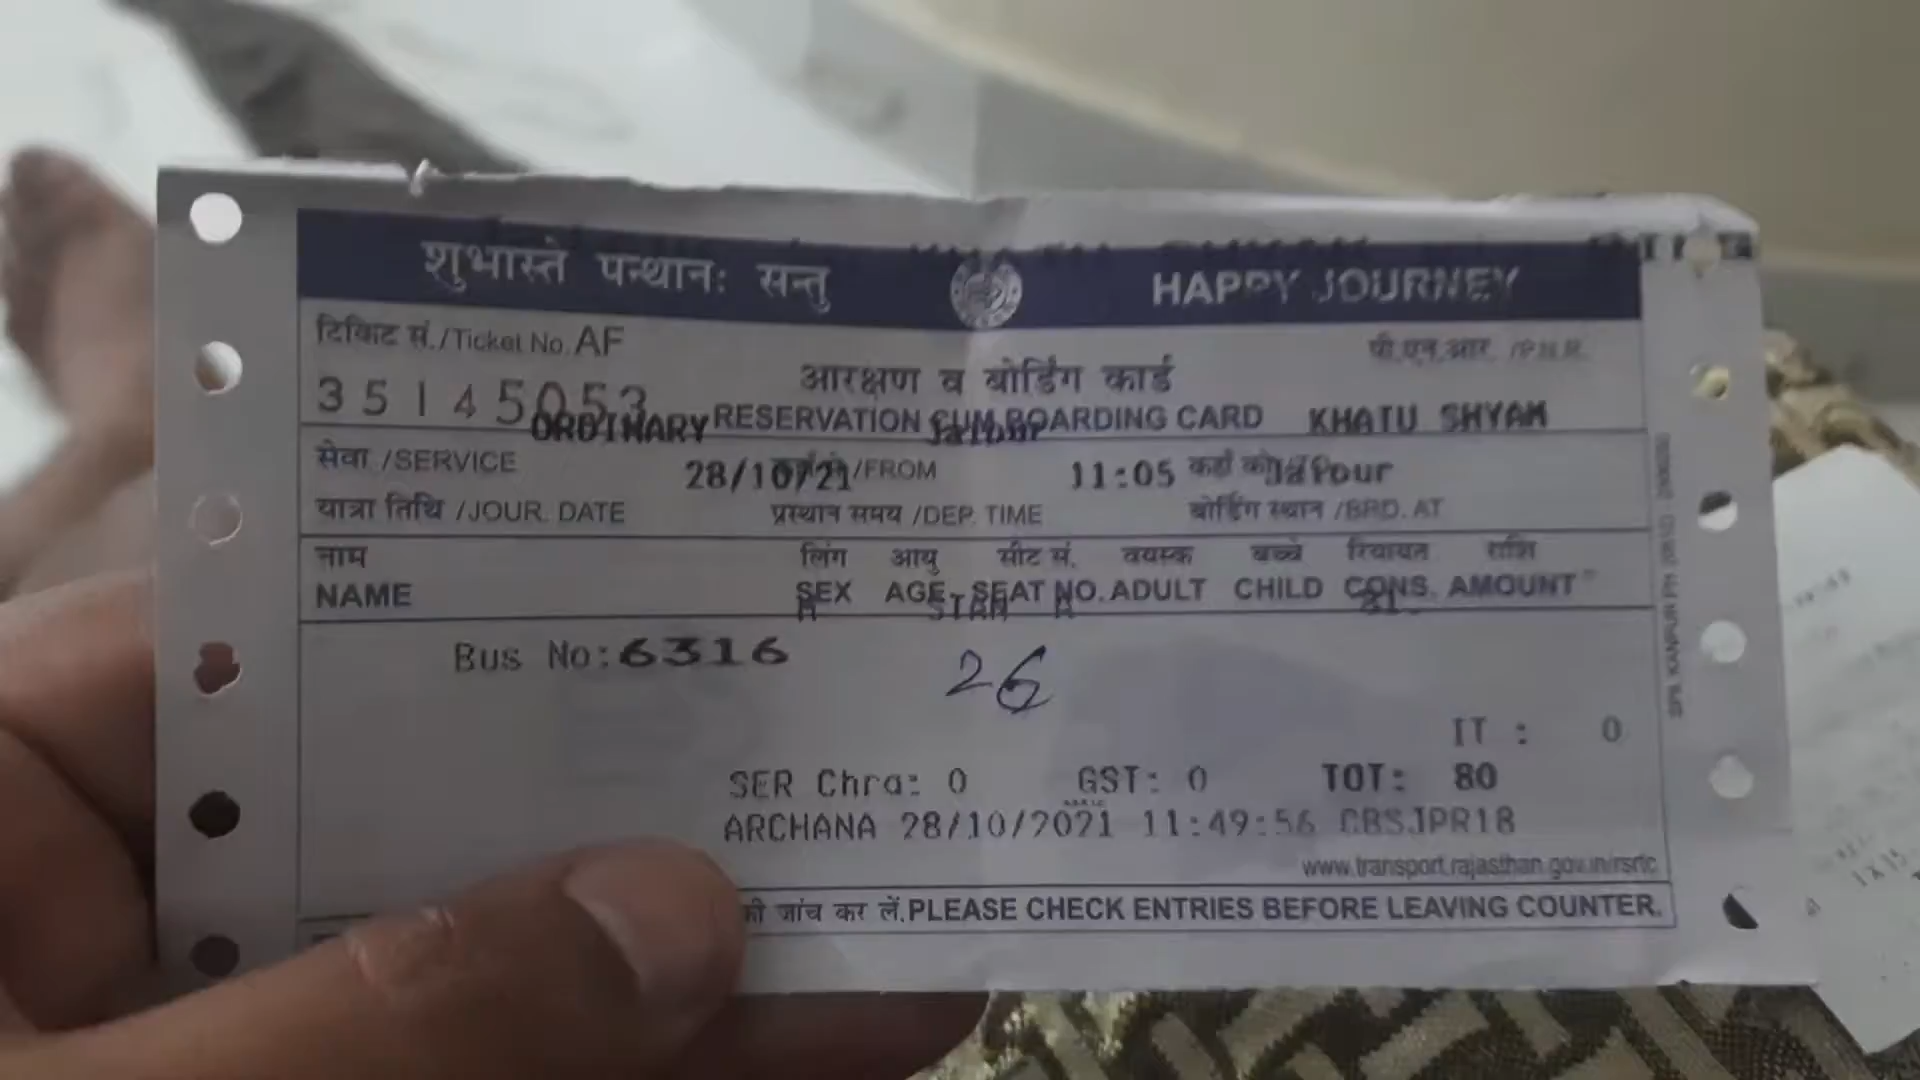 शुभास्ते पन्थानः सन्तु HAPPY JOURNEY
टिकिट सं./Ticket No. AF पी.एन.आर. /P.N.R.
आरक्षण व बोर्डिंग कार्ड
35145053
ORDINARY RESERVATION CUM BOARDING CARD KHATU SHYAM
सेवा /SERVICE 28/10/21 /FROM 11:05 कहाँ को Jaipur
यात्रा तिथि /JOUR. DATE प्रस्थान समय /DEP. TIME बोर्डिंग स्थान /BRD. AT
नाम लिंग आयु सीट सं. वयस्क बच्चे रियायत राशि
NAME SEX AGE SEAT NO. ADULT CHILD CONS. AMOUNT
Bus No:6316 26
IT : 0
SER Chrg: 0 GST: 0 TOT: 80
ARCHANA 28/10/2021 11:49:56 CBSJPR18
www.transport.rajasthan.gov.in/rsrtc
की जांच कर लें.PLEASE CHECK ENTRIES BEFORE LEAVING COUNTER.